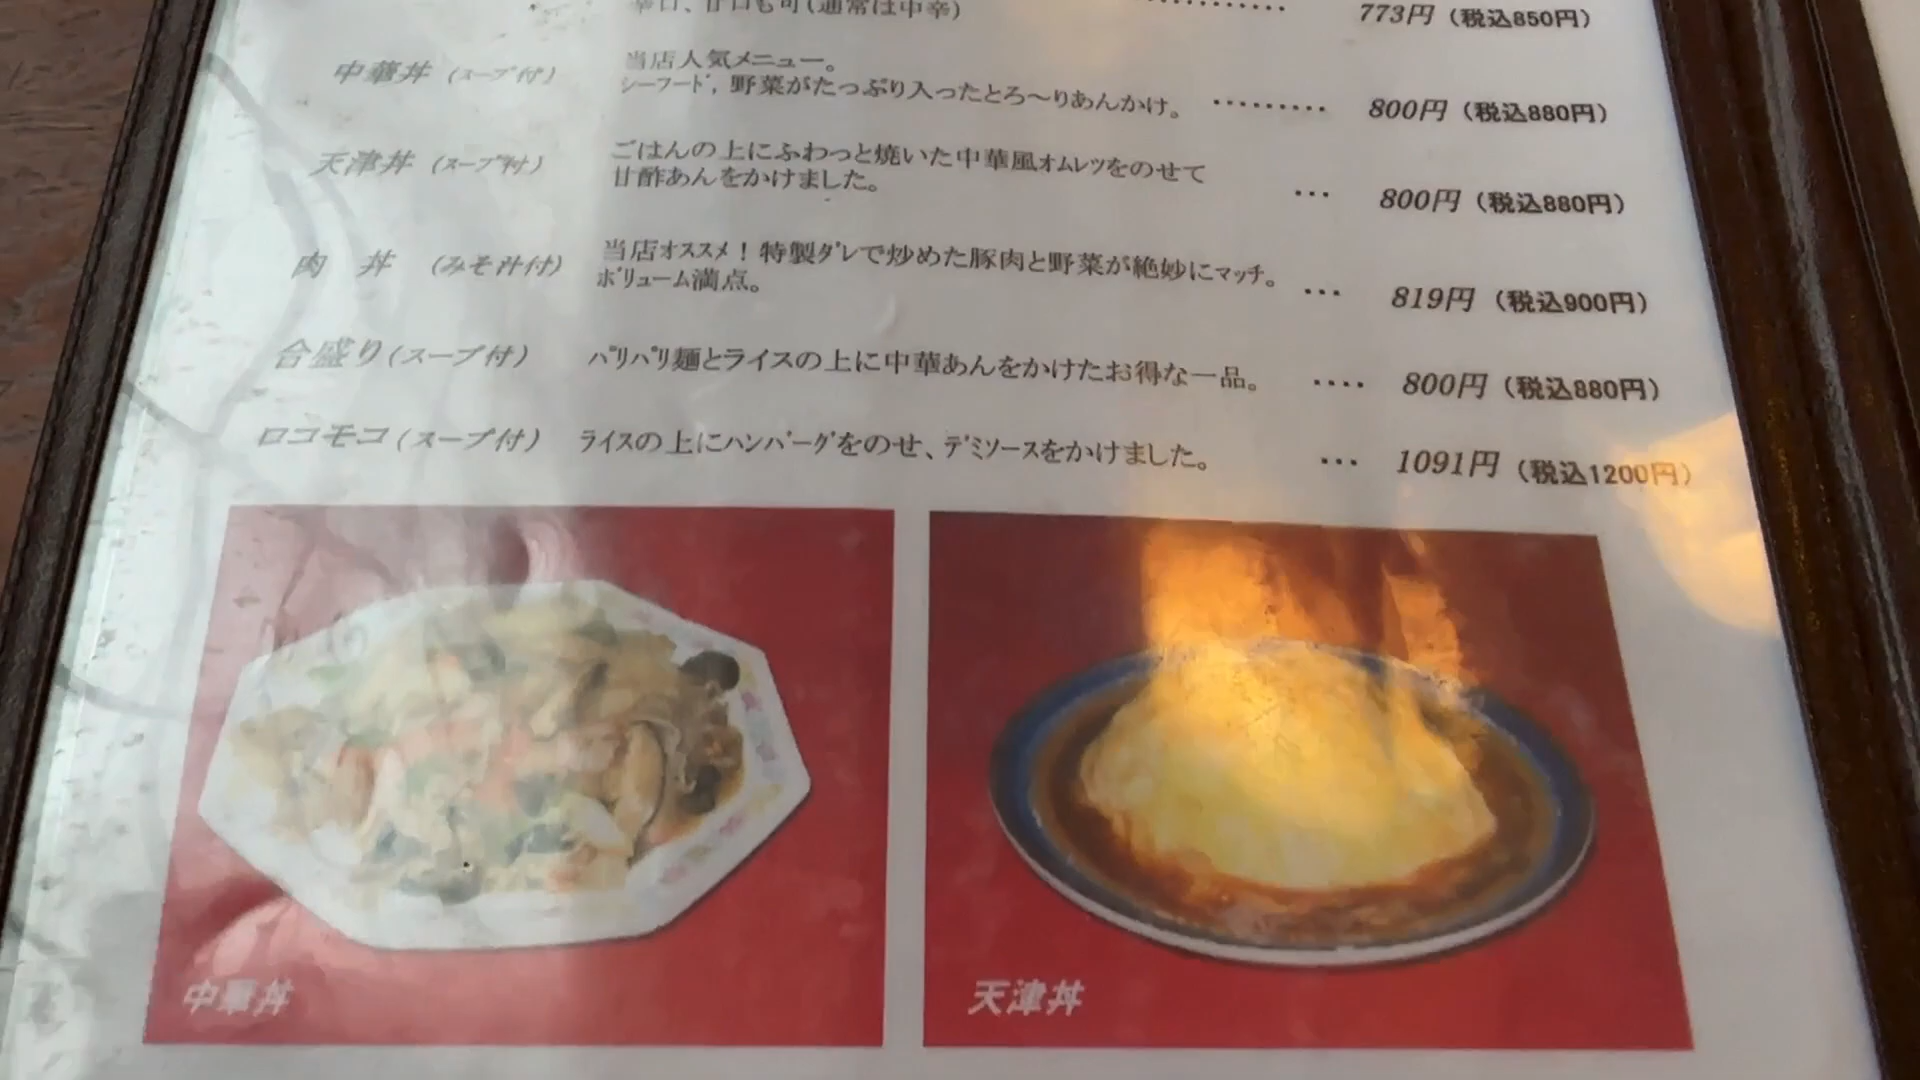 辛口、甘口も可(通常は中辛) ・・・・・・・・・・ 773円 (税込850円)
中華丼 (スープ付) 当店人気メニュー。
シーフード, 野菜がたっぷり入ったとろ〜りあんかけ。 ・・・・・・・・・ 800円 (税込880円)
天津丼 (スープ付) ごはんの上にふわっと焼いた中華風オムレツをのせて
甘酢あんをかけました。 ・・・ 800円 (税込880円)
肉 丼 (みそ汁付) 当店オススメ！特製ダレで炒めた豚肉と野菜が絶妙にマッチ。
ボリューム満点。 ・・・ 819円 (税込900円)
合盛り(スープ付) パリパリ麺とライスの上に中華あんをかけたお得な一品。 ・・・・ 800円 (税込880円)
ロコモコ(スープ付) ライスの上にハンバーグをのせ、デミソースをかけました。 ・・・ 1091円 (税込1200円)
中華丼
天津丼